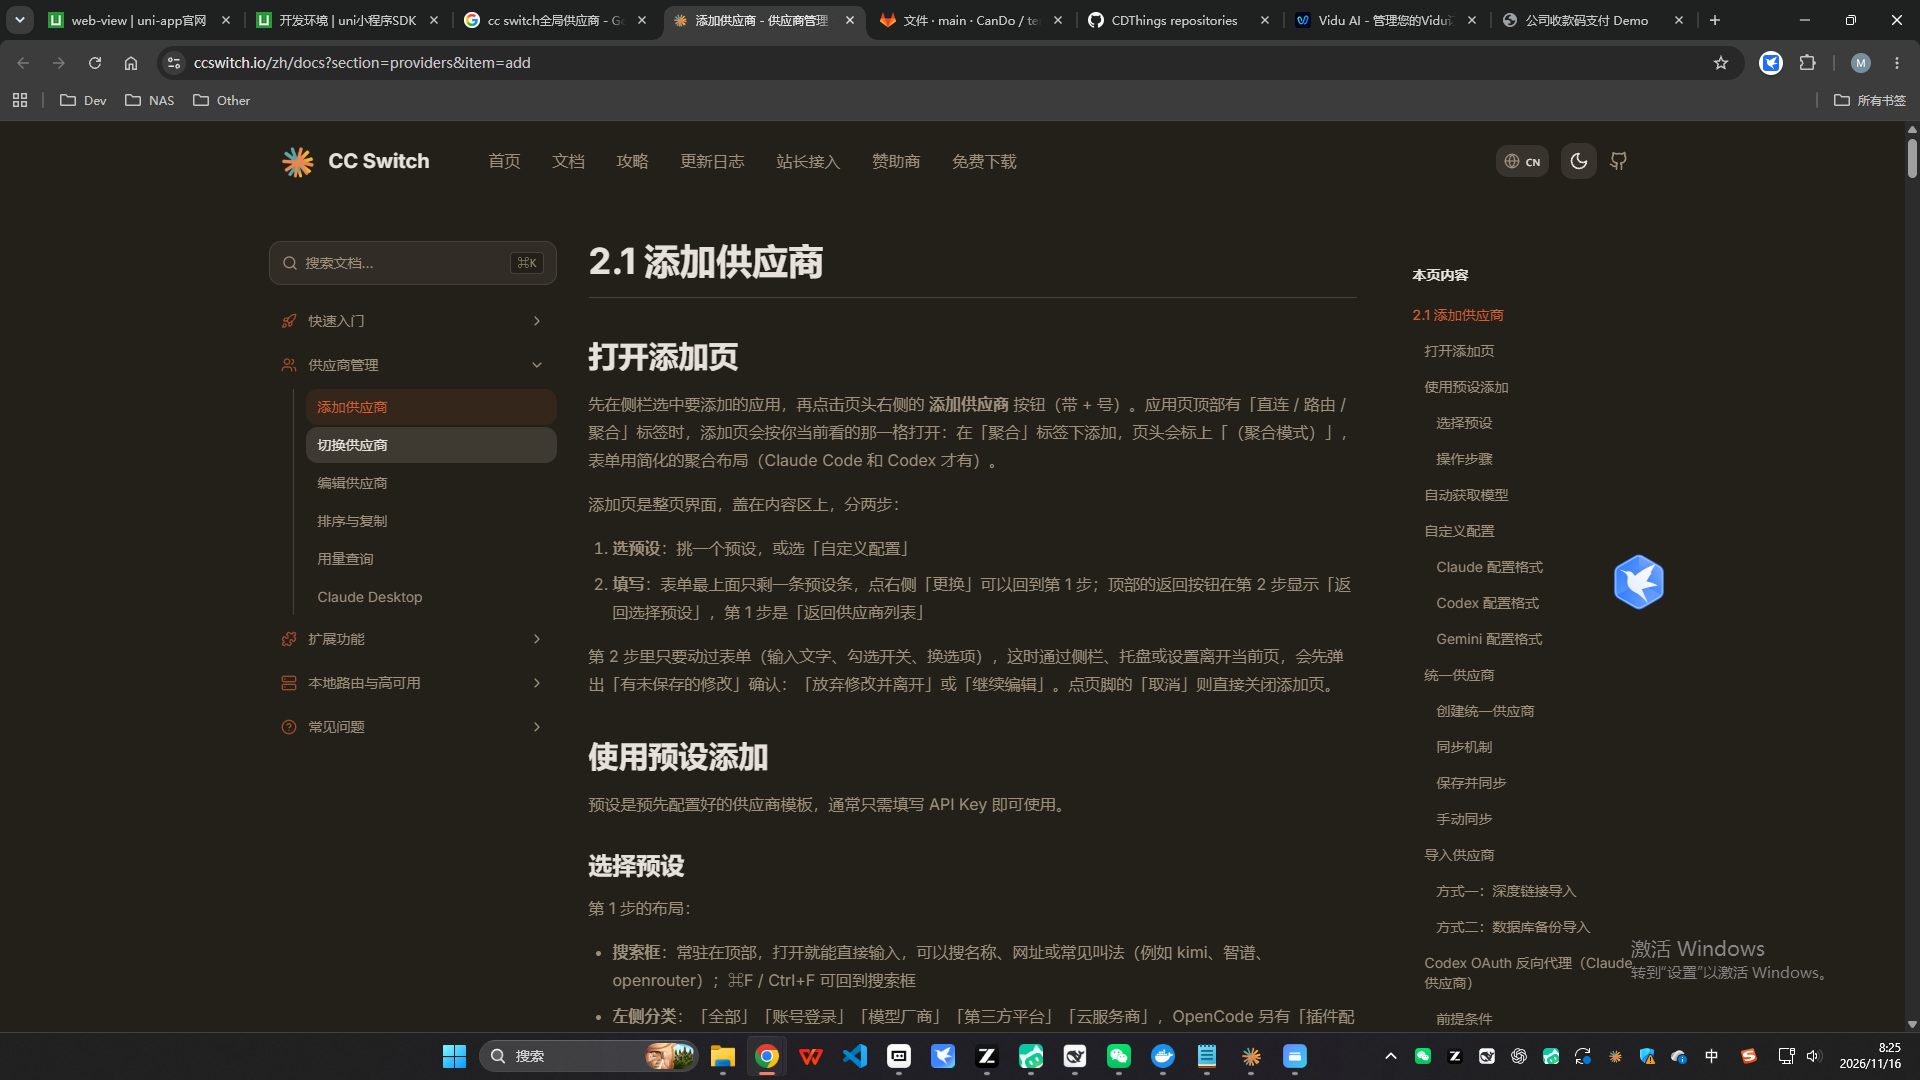 web-view | uni-app官网
开发环境 | uni小程序SDK
cc switch全局供应商 - Go
添加供应商 - 供应商管理
文件 · main · CanDo / te
CDThings repositories
Vidu AI - 管理您的Vidu
公司收款码支付 Demo
ccswitch.io/zh/docs?section=providers&item=add
M
Dev
NAS
Other
所有书签
CC Switch
首页
文档
攻略
更新日志
站长接入
赞助商
免费下载
CN
搜索文档...
⌘K
快速入门
供应商管理
添加供应商
切换供应商
编辑供应商
排序与复制
用量查询
Claude Desktop
扩展功能
本地路由与高可用
常见问题
2.1 添加供应商
打开添加页
先在侧栏选中要添加的应用，再点击页头右侧的 添加供应商 按钮（带 + 号）。应用页顶部有「直连 / 路由 /
聚合」标签时，添加页会按你当前看的那一格打开：在「聚合」标签下添加，页头会标上「（聚合模式）」，
表单用简化的聚合布局（Claude Code 和 Codex 才有）。
添加页是整页界面，盖在内容区上，分两步：
1. 选预设：挑一个预设，或选「自定义配置」
2. 填写：表单最上面只剩一条预设条，点右侧「更换」可以回到第 1 步；顶部的返回按钮在第 2 步显示「返
回选择预设」，第 1 步是「返回供应商列表」
第 2 步里只要动过表单（输入文字、勾选开关、换选项），这时通过侧栏、托盘或设置离开当前页，会先弹
出「有未保存的修改」确认：「放弃修改并离开」或「继续编辑」。点页脚的「取消」则直接关闭添加页。
使用预设添加
预设是预先配置好的供应商模板，通常只需填写 API Key 即可使用。
选择预设
第 1 步的布局：
• 搜索框：常驻在顶部，打开就能直接输入，可以搜名称、网址或常见叫法（例如 kimi、智谱、
openrouter）；⌘F / Ctrl+F 可回到搜索框
• 左侧分类：「全部」「账号登录」「模型厂商」「第三方平台」「云服务商」，OpenCode 另有「插件配
本页内容
2.1 添加供应商
打开添加页
使用预设添加
选择预设
操作步骤
自动获取模型
自定义配置
Claude 配置格式
Codex 配置格式
Gemini 配置格式
统一供应商
创建统一供应商
同步机制
保存并同步
手动同步
导入供应商
方式一：深度链接导入
方式二：数据库备份导入
Codex OAuth 反向代理（Claude
供应商）
前提条件
激活 Windows
转到“设置”以激活 Windows。
搜索
中
8:25
2026/11/16